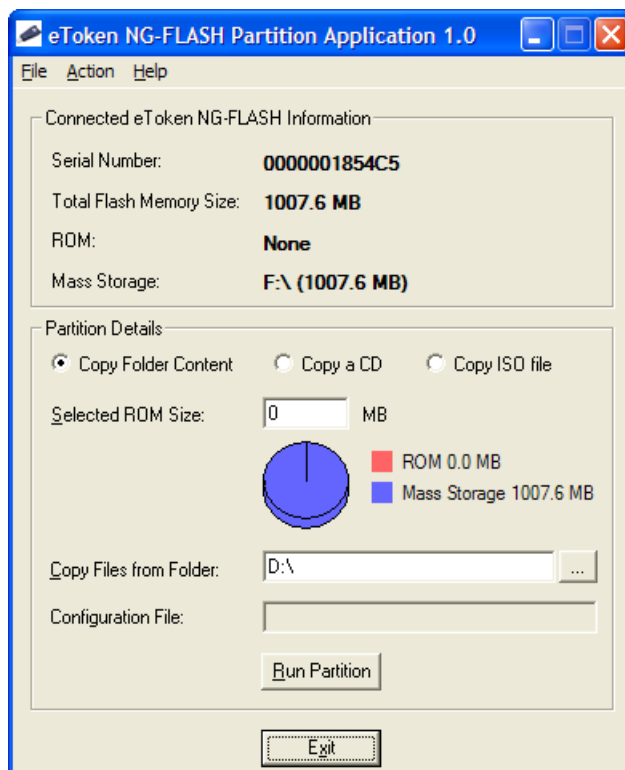 eToken NG-FLASH Partition Application 1.0
File Action Help
Connected eToken NG-FLASH Information
Serial Number: 0000001854C5
Total Flash Memory Size: 1007.6 MB
ROM: None
Mass Storage: F:\ (1007.6 MB)
Partition Details
Copy Folder Content Copy a CD Copy ISO file
Selected ROM Size: 0 MB
ROM 0.0 MB
Mass Storage 1007.6 MB
Copy Files from Folder: D:\ ...
Configuration File:
Run Partition
Exit